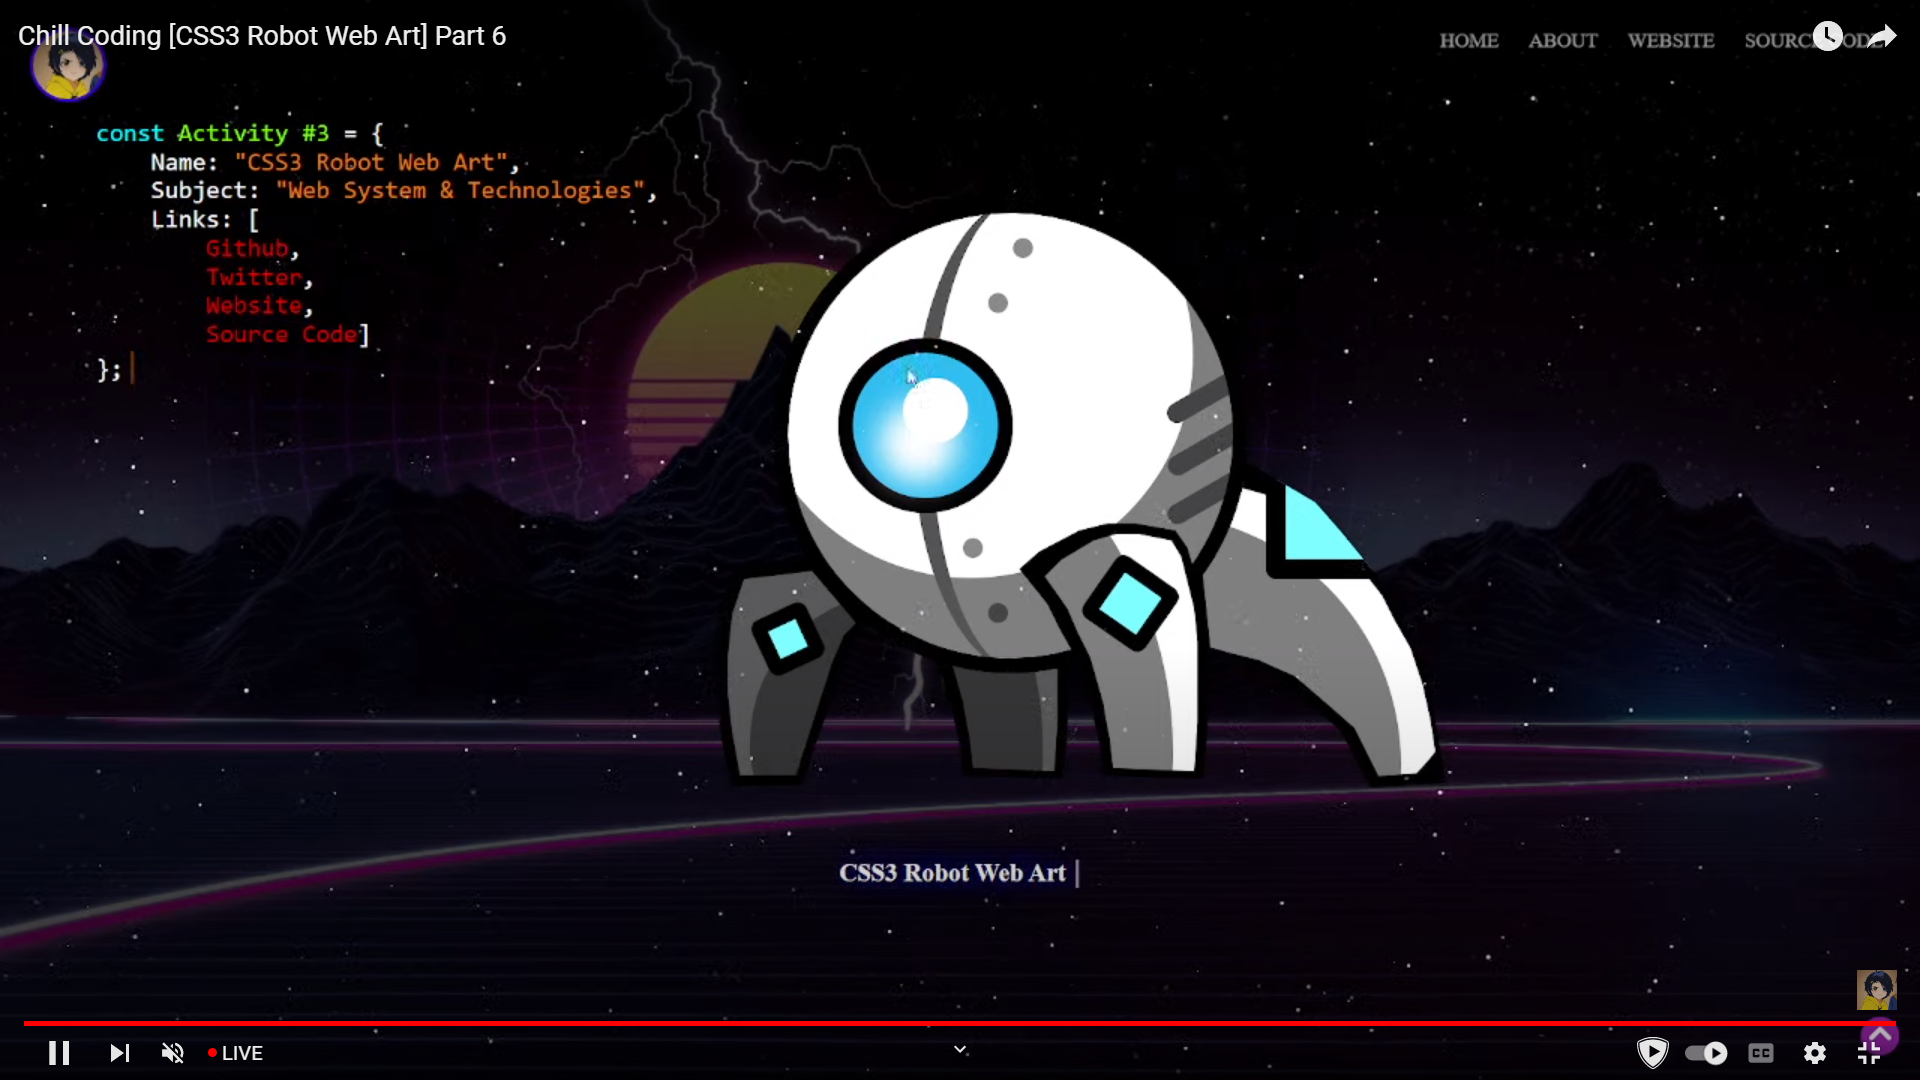 Chill Coding [CSS3 Robot Web Art] Part 6
HOME ABOUT WEBSITE
const Activity #3 = {
Name: "CSS3 Robot Web Art",
Subject: "Web System & Technologies",
Links: [
Github,
Twitter,
Website,
Source Code]
};
CSS3 Robot Web Art |
LIVE
CC